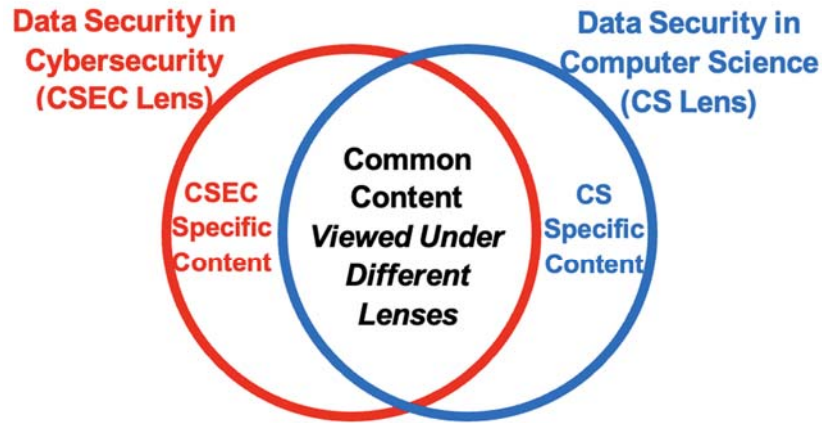 Data Security in
Cybersecurity
(CSEC Lens)
Data Security in
Computer Science
(CS Lens)
CSEC
Specific
Content
Common
Content
Viewed Under
Different
Lenses
CS
Specific
Content